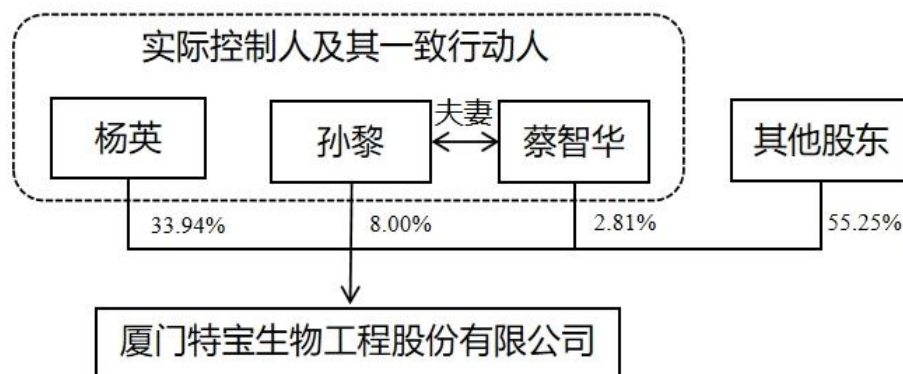 实际控制人及其一致行动人
夫妻
杨英
孙黎
蔡智华
其他股东
33.94%
8.00%
2.81%
55.25%
厦门特宝生物工程股份有限公司